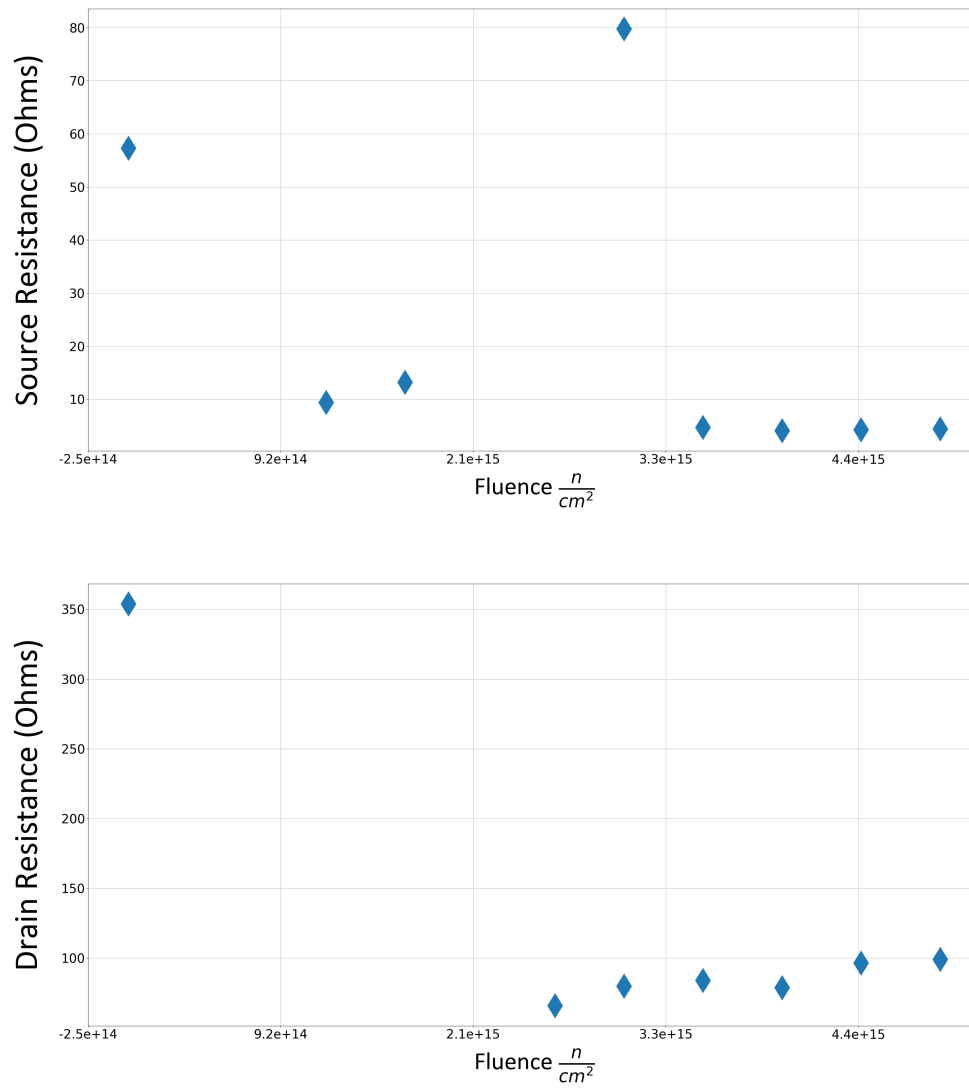 80
70
60
50
40
30
20
10
Source Resistance (Ohms)
-2.5e+14 9.2e+14 2.1e+15 3.3e+15 4.4e+15
Fluence n/cm²
350
300
250
200
150
100
Drain Resistance (Ohms)
-2.5e+14 9.2e+14 2.1e+15 3.3e+15 4.4e+15
Fluence n/cm²